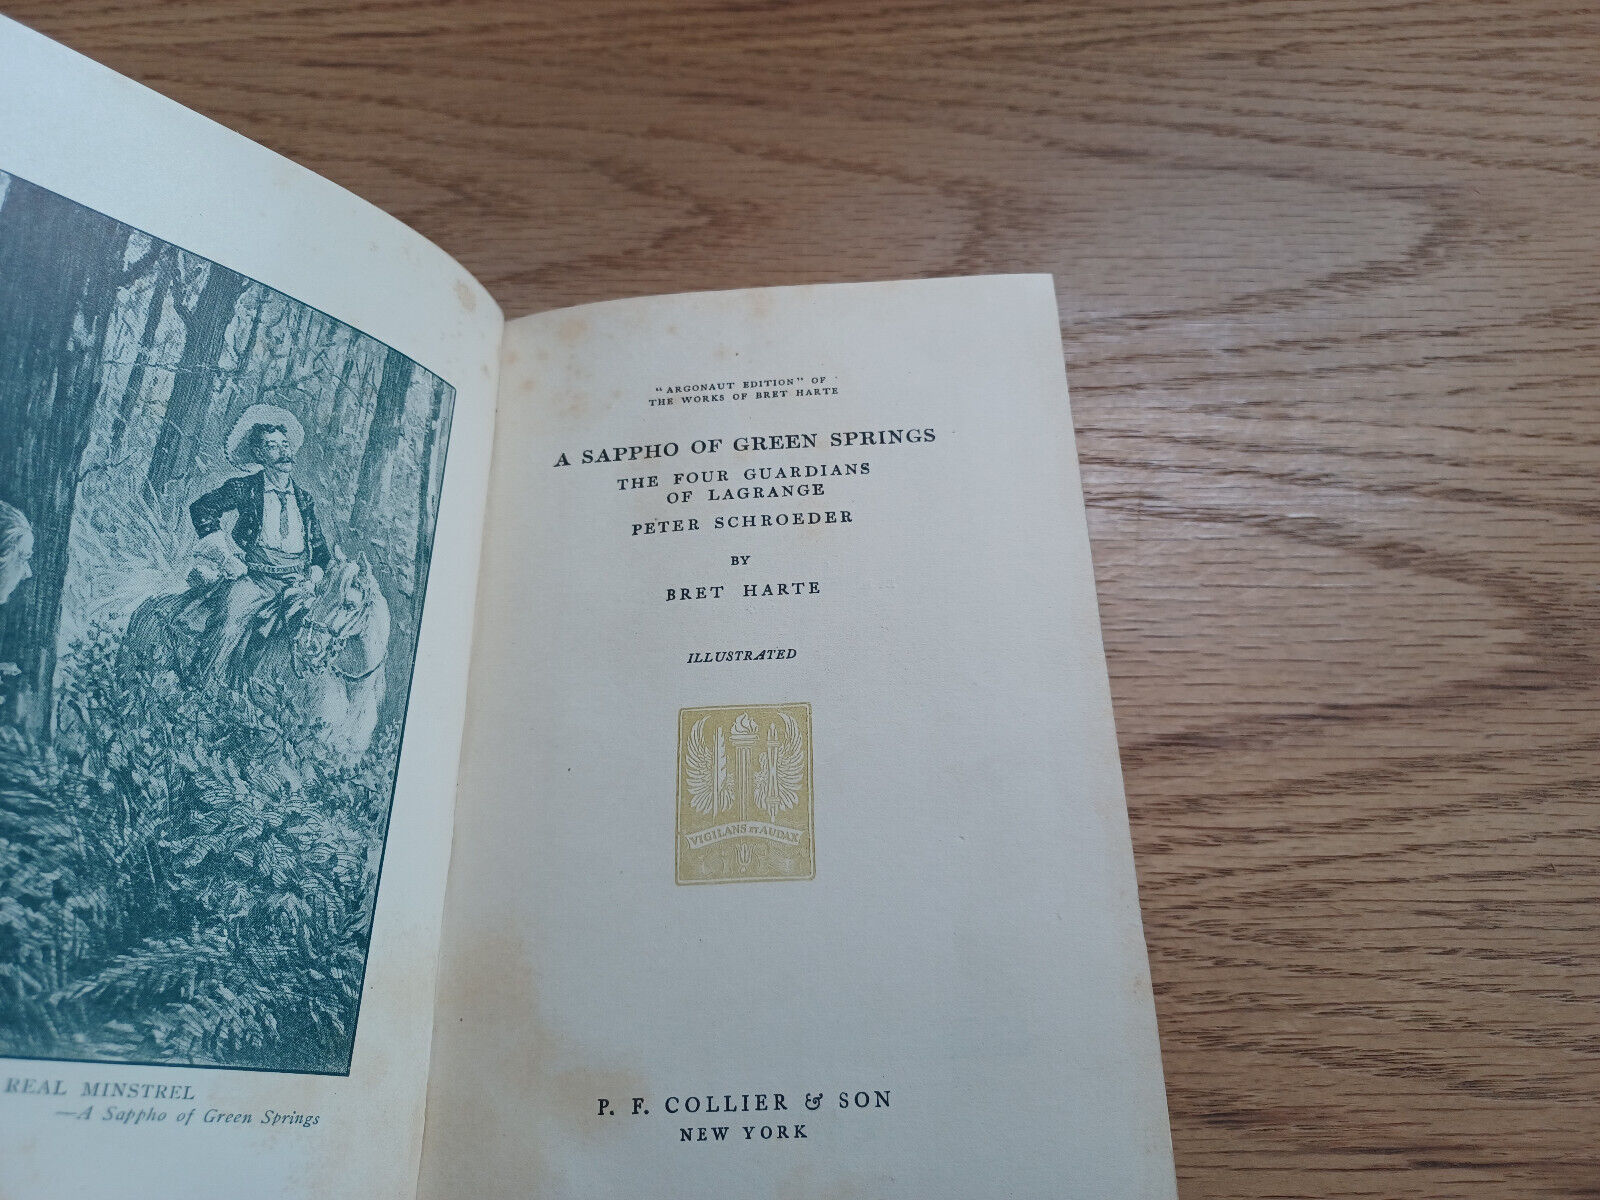 REAL MINSTREL
—A Sappho of Green Springs
"ARGONAUT EDITION" OF
THE WORKS OF BRET HARTE
A SAPPHO OF GREEN SPRINGS
THE FOUR GUARDIANS
OF LAGRANGE
PETER SCHROEDER
BY
BRET HARTE
ILLUSTRATED
VIGILANS ET AUDAX
P. F. COLLIER & SON
NEW YORK